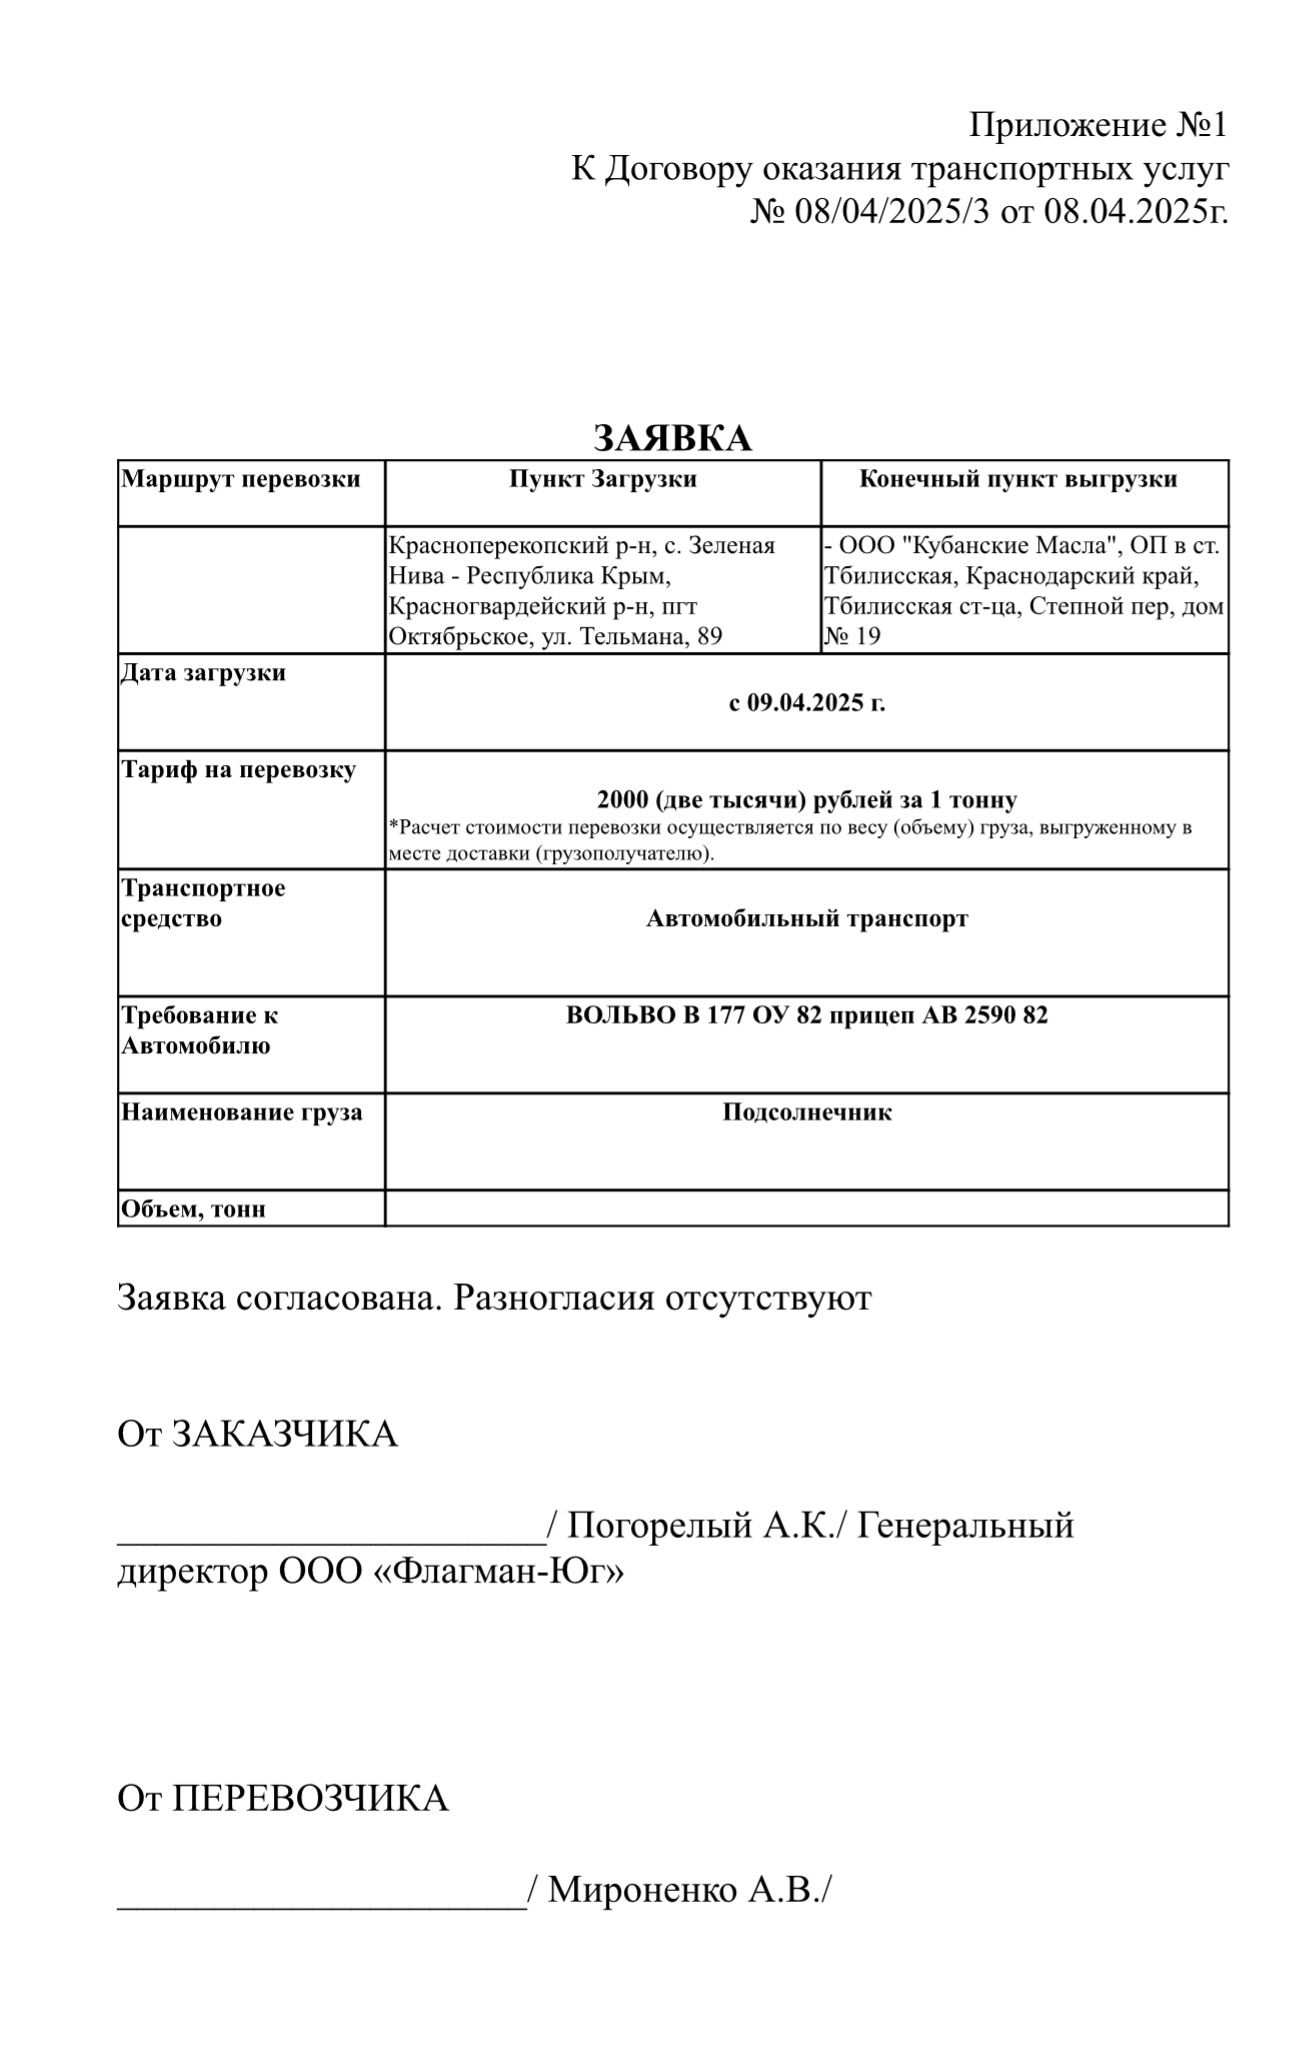 Приложение №1
К Договору оказания транспортных услуг
№ 08/04/2025/3 от 08.04.2025г.
ЗАЯВКА
Маршрут перевозки
Пункт Загрузки
Конечный пункт выгрузки
Красноперекопский р-н, с. Зеленая
Нива - Республика Крым,
Красногвардейский р-н, пгт
Октябрьское, ул. Тельмана, 89
- ООО "Кубанские Масла", ОП в ст.
Тбилисская, Краснодарский край,
Тбилисская ст-ца, Степной пер, дом
№ 19
Дата загрузки
с 09.04.2025 г.
Тариф на перевозку
2000 (две тысячи) рублей за 1 тонну
*Расчет стоимости перевозки осуществляется по весу (объему) груза, выгруженному в
месте доставки (грузополучателю).
Транспортное
средство
Автомобильный транспорт
Требование к
Автомобилю
ВОЛЬВО В 177 ОУ 82 прицеп АВ 2590 82
Наименование груза
Подсолнечник
Объем, тонн
Заявка согласована. Разногласия отсутствуют
От ЗАКАЗЧИКА
______________________/ Погорелый А.К./ Генеральный
директор ООО «Флагман-Юг»
От ПЕРЕВОЗЧИКА
_____________________/ Мироненко А.В./